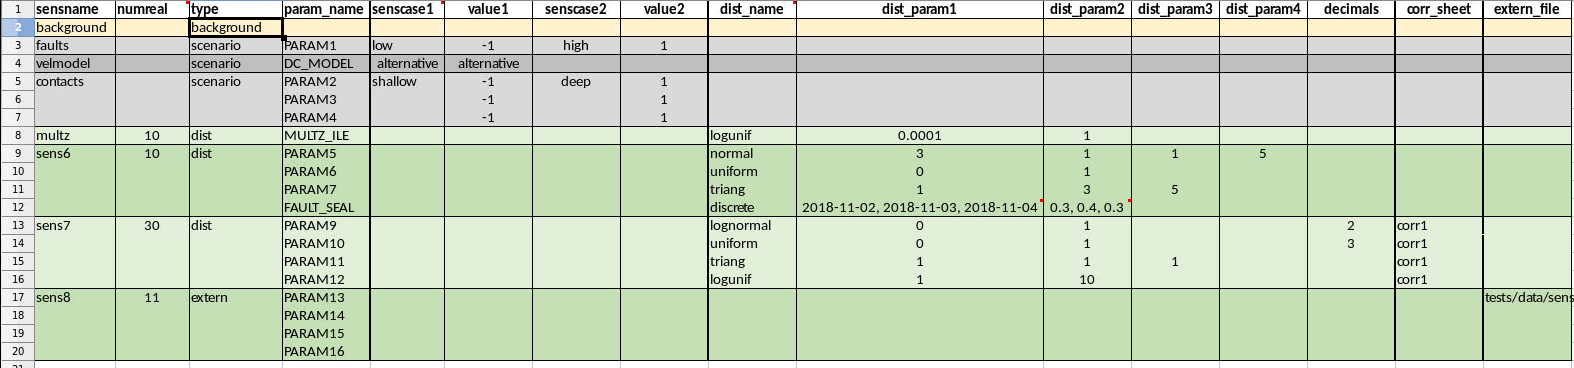 1 sensname numreal type param_name senscase1 value1 senscase2 value2 dist_name dist_param1 dist_param2 dist_param3 dist_param4 decimals corr_sheet extern_file
2 background background
3 faults scenario PARAM1 low -1 high 1
4 velmodel scenario DC_MODEL alternative alternative
5 contacts scenario PARAM2 shallow -1 deep 1
6 PARAM3 -1 1
7 PARAM4 -1 1
8 multz 10 dist MULTZ_ILE logunif 0.0001 1
9 sens6 10 dist PARAM5 normal 3 1 1 5
10 PARAM6 uniform 0 1
11 PARAM7 triang 1 3 5
12 FAULT_SEAL discrete 2018-11-02, 2018-11-03, 2018-11-04 0.3, 0.4, 0.3
13 sens7 30 dist PARAM9 lognormal 0 1 2 corr1
14 PARAM10 uniform 0 1 3 corr1
15 PARAM11 triang 1 1 1 corr1
16 PARAM12 logunif 1 10 corr1
17 sens8 11 extern PARAM13 tests/data/sens
18 PARAM14
19 PARAM15
20 PARAM16